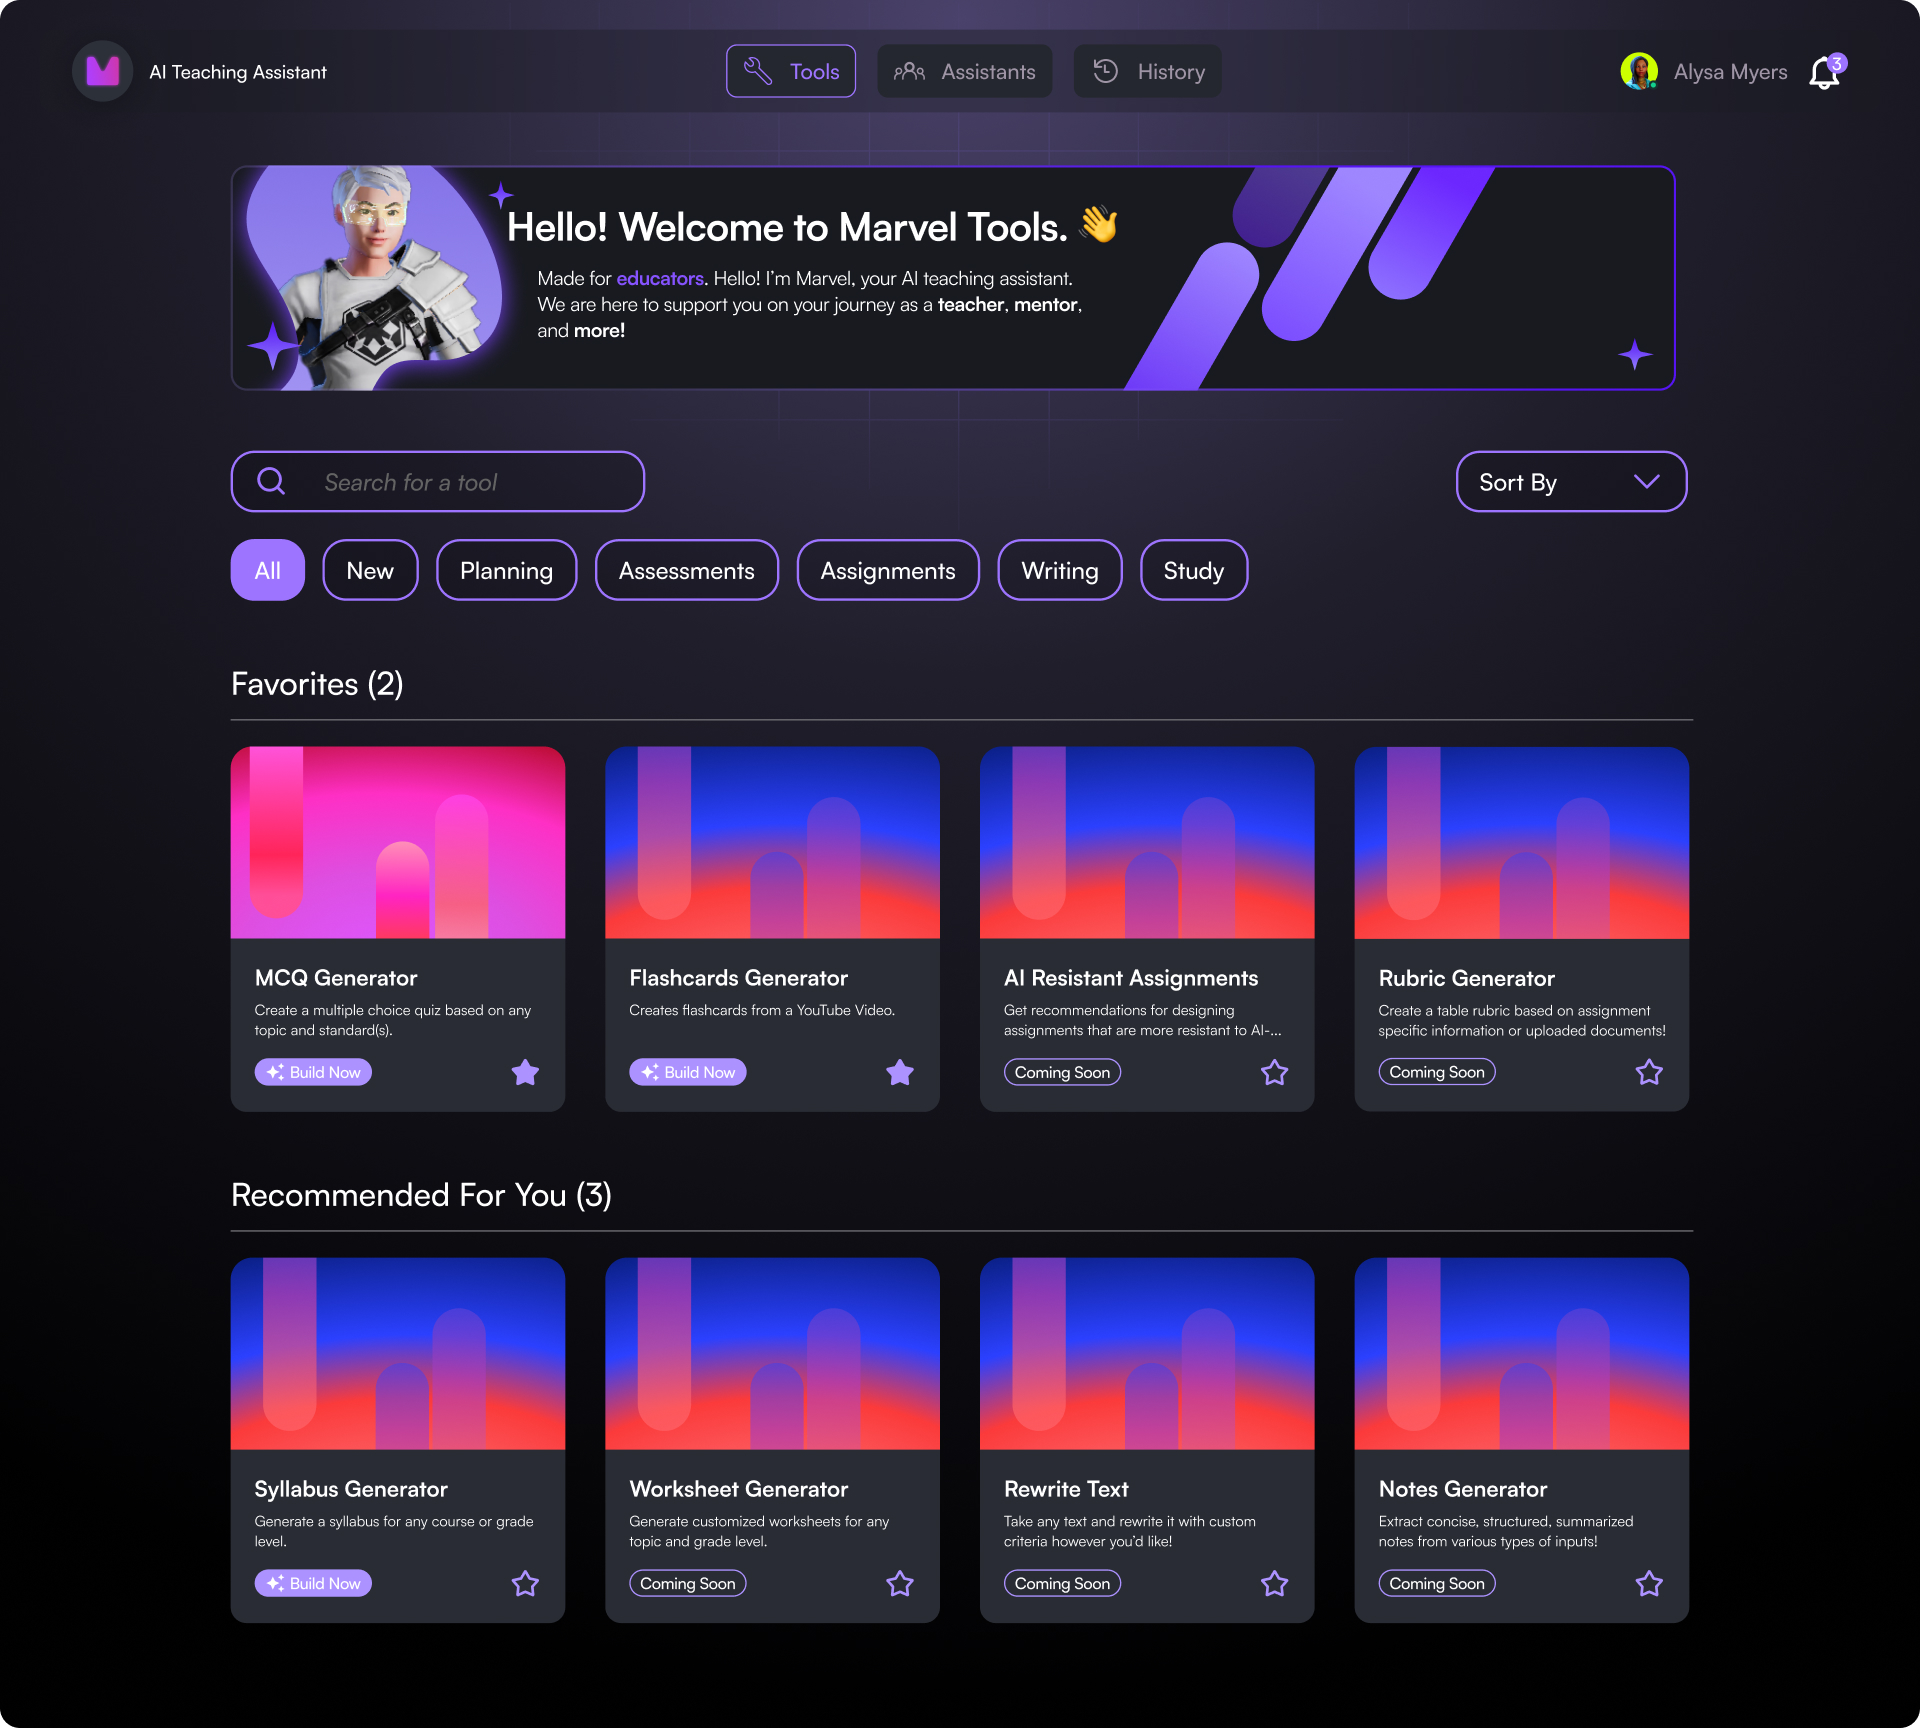 AI Teaching Assistant
Tools
Assistants
History
Alysa Myers
3
Hello! Welcome to Marvel Tools. 👋
Made for educators. Hello! I’m Marvel, your AI teaching assistant.
We are here to support you on your journey as a teacher, mentor,
and more!
Search for a tool
Sort By
All
New
Planning
Assessments
Assignments
Writing
Study
Favorites (2)
MCQ Generator
Create a multiple choice quiz based on any
topic and standard(s).
Build Now
Flashcards Generator
Creates flashcards from a YouTube Video.
Build Now
AI Resistant Assignments
Get recommendations for designing
assignments that are more resistant to AI-...
Coming Soon
Rubric Generator
Create a table rubric based on assignment
specific information or uploaded documents!
Coming Soon
Recommended For You (3)
Syllabus Generator
Generate a syllabus for any course or grade
level.
Build Now
Worksheet Generator
Generate customized worksheets for any
topic and grade level.
Coming Soon
Rewrite Text
Take any text and rewrite it with custom
criteria however you’d like!
Coming Soon
Notes Generator
Extract concise, structured, summarized
notes from various types of inputs!
Coming Soon